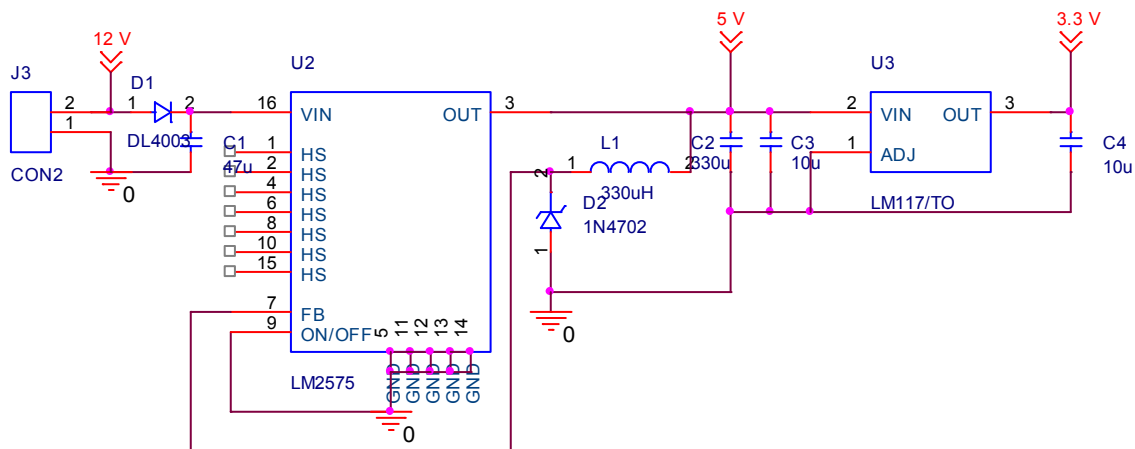 12 V
5 V
3.3 V
J3
D1
U2
U3
2
1
1
2
16
VIN
OUT
3
2
VIN
OUT
3
DL4003
C1
47u
CON2
0
1
HS
2
HS
4
HS
6
HS
8
HS
10
HS
15
HS
7
FB
9
ON/OFF
5
11
12
13
14
GND
GND
GND
GND
GND
LM2575
0
1
L1
2
330uH
2
D2
1N4702
1
0
C2
330u
C3
10u
1
ADJ
LM117/TO
C4
10u